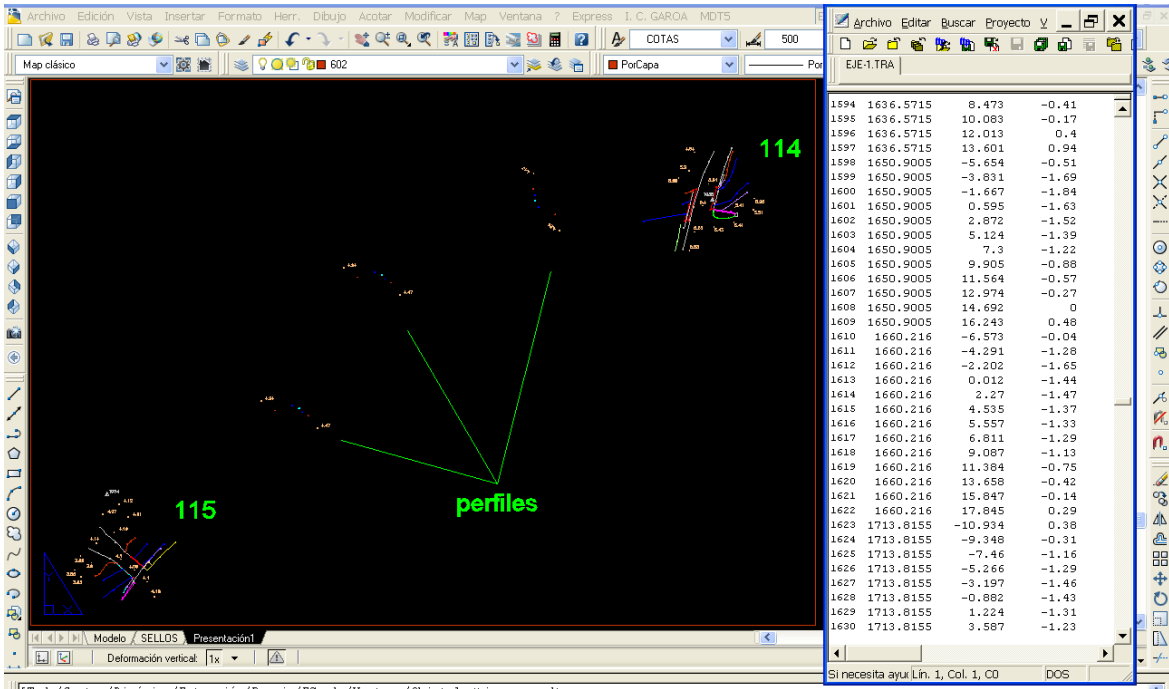 Archivo Edición Vista Insertar Formato Herr. Dibujo Acotar Modificar Map Ventana ? Express I. C. GAROA MDT5
COTAS
500
Map clásico
602
PorCapa
114
115
perfiles
Modelo SELLOS Presentación1
Deformación vertical: 1x
Archivo Editar Buscar Proyecto V
EJE-1.TRA
1594 1636.5715 8.473 -0.41
1595 1636.5715 10.083 -0.17
1596 1636.5715 12.013 0.4
1597 1636.5715 13.601 0.94
1598 1650.9005 -5.654 -0.51
1599 1650.9005 -3.831 -1.69
1600 1650.9005 -1.667 -1.84
1601 1650.9005 0.595 -1.63
1602 1650.9005 2.872 -1.52
1603 1650.9005 5.124 -1.39
1604 1650.9005 7.3 -1.22
1605 1650.9005 9.905 -0.88
1606 1650.9005 11.564 -0.57
1607 1650.9005 12.974 -0.27
1608 1650.9005 14.692 0
1609 1650.9005 16.243 0.48
1610 1660.216 -6.573 -0.04
1611 1660.216 -4.291 -1.28
1612 1660.216 -2.202 -1.65
1613 1660.216 0.012 -1.44
1614 1660.216 2.27 -1.47
1615 1660.216 4.535 -1.37
1616 1660.216 5.557 -1.33
1617 1660.216 6.811 -1.29
1618 1660.216 9.087 -1.13
1619 1660.216 11.384 -0.75
1620 1660.216 13.658 -0.42
1621 1660.216 15.847 -0.14
1622 1660.216 17.845 0.29
1623 1713.8155 -10.934 0.38
1624 1713.8155 -9.348 -0.31
1625 1713.8155 -7.46 -1.16
1626 1713.8155 -5.266 -1.29
1627 1713.8155 -3.197 -1.46
1628 1713.8155 -0.882 -1.43
1629 1713.8155 1.224 -1.31
1630 1713.8155 3.587 -1.23
Si necesita ayu Lín. 1, Col. 1, C0 DOS